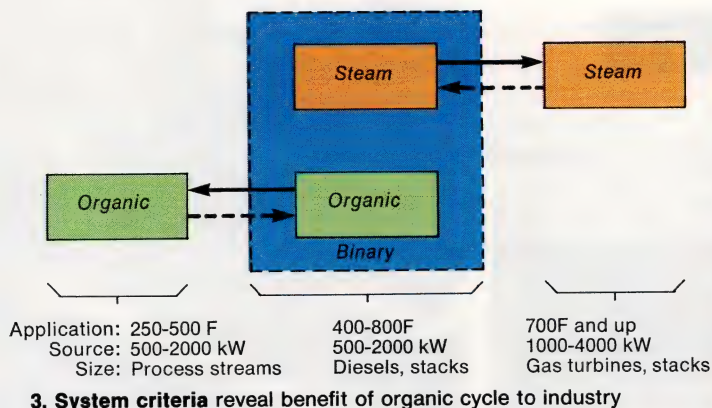 Steam
Steam
Organic
Organic
Binary
Application: 250-500 F 400-800F 700F and up
Source: 500-2000 kW 500-2000 kW 1000-4000 kW
Size: Process streams Diesels, stacks Gas turbines, stacks
3. System criteria reveal benefit of organic cycle to industry